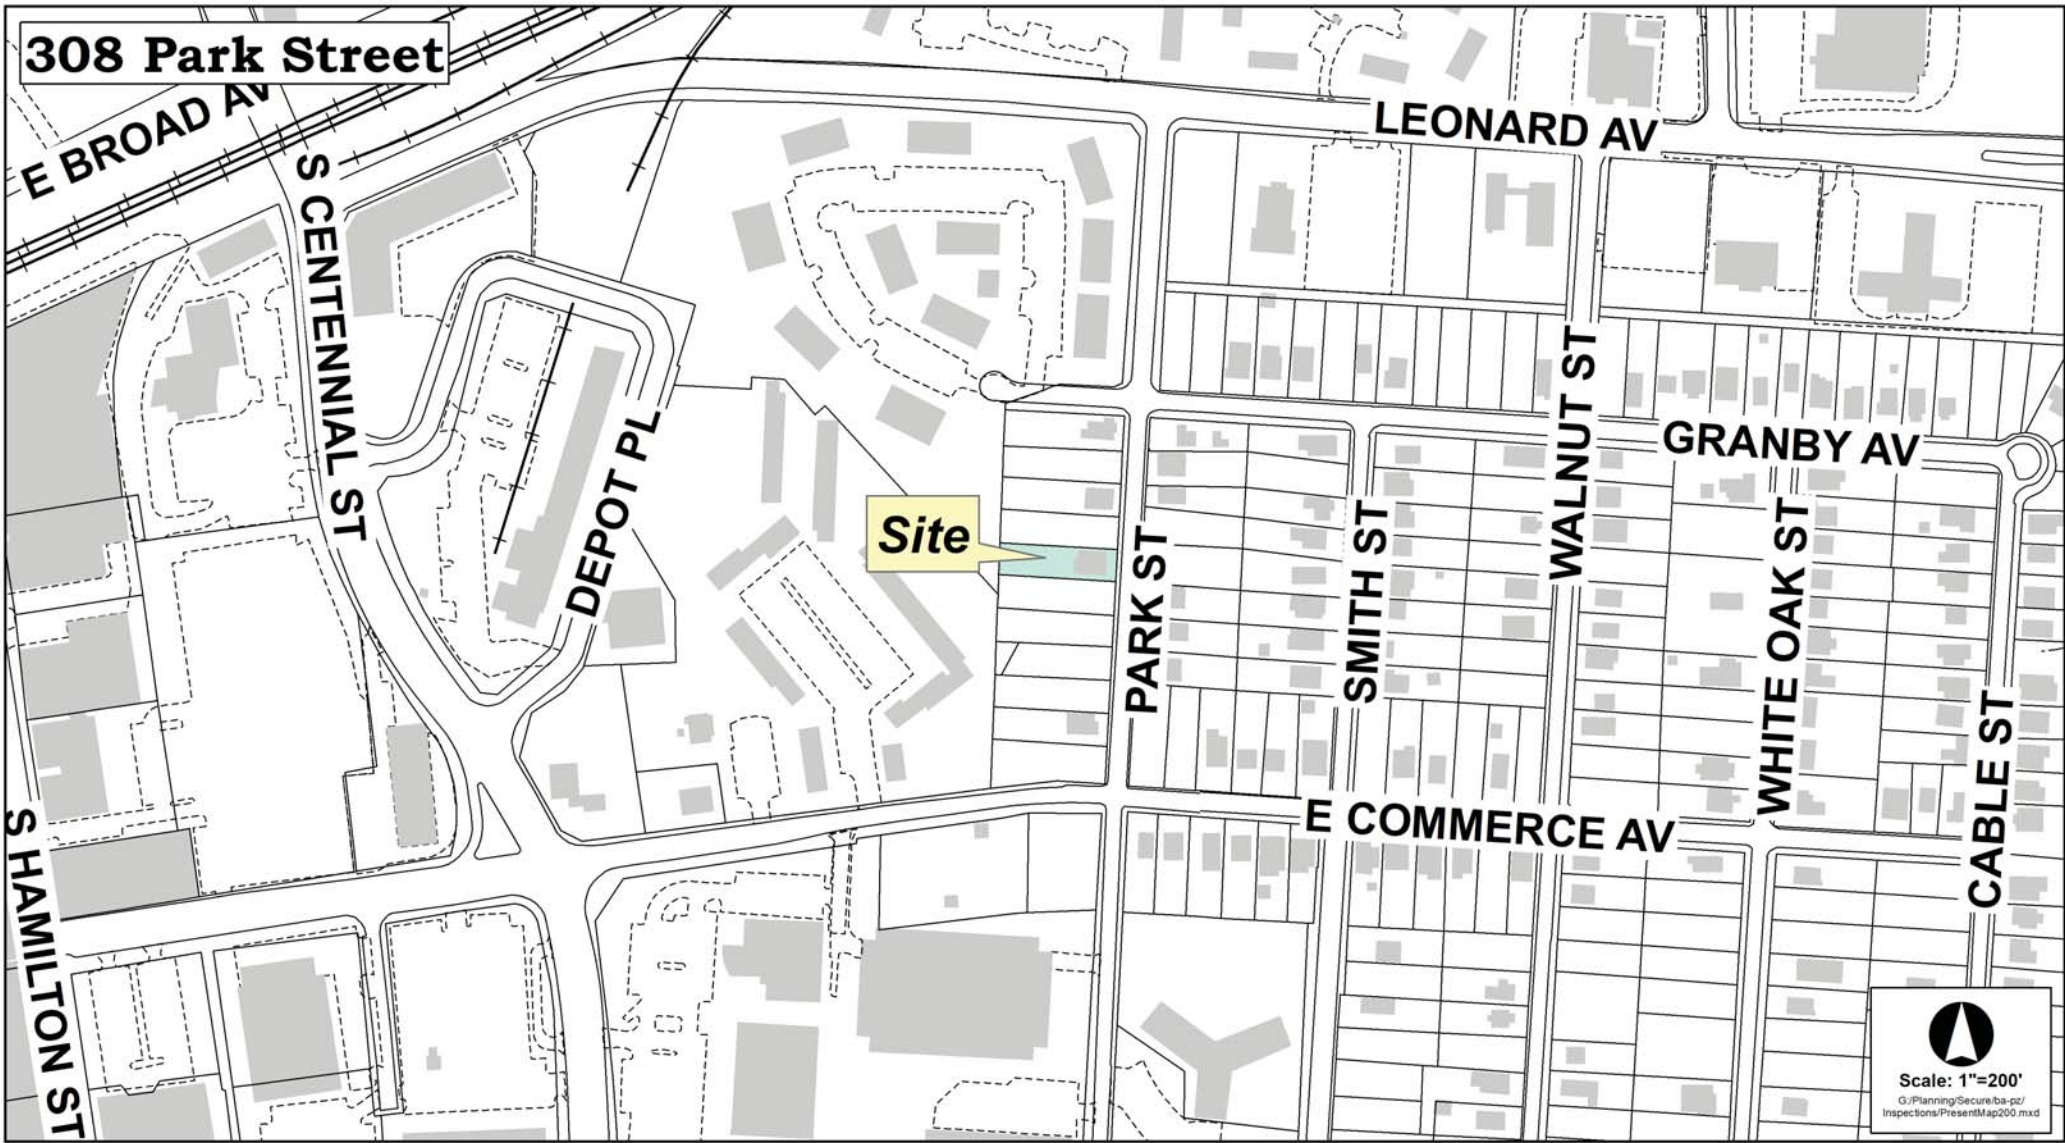 308 Park Street
E BROAD AV
S CENTENNIAL ST
LEONARD AV
DEPOT PL
Site
PARK ST
SMITH ST
WALNUT ST
GRANBY AV
WHITE OAK ST
CABLE ST
E COMMERCE AV
S HAMILTON ST
Scale: 1"=200'
G:/Planning/Secure/ba-pz/
Inspections/PresentMap200.mxd